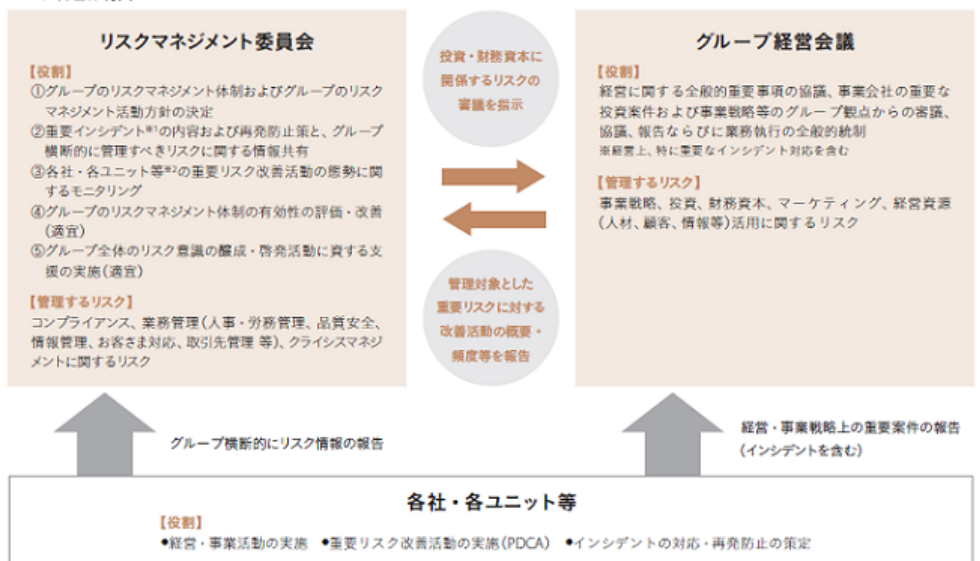 リスクマネジメント委員会
【役割】
①グループのリスクマネジメント体制およびグループのリスク
マネジメント活動方針の決定
②重要インシデント※1の内容および再発防止策と、グループ
横断的に管理すべきリスクに関する情報共有
③各社・各ユニット等※2の重要リスク改善活動の態勢に関
するモニタリング
④グループのリスクマネジメント体制の有効性の評価・改善
(適宜)
⑤グループ全体のリスク意識の醸成・啓発活動に資する支
援の実施(適宜)
【管理するリスク】
コンプライアンス、業務管理(人事・労務管理、品質安全、
情報管理、お客さま対応、取引先管理 等)、クライシスマネジ
メントに関するリスク
投資・財務資本に
関係するリスクの
審議を指示
管理対象とした
重要リスクに対する
改善活動の概要・
頻度等を報告
グループ経営会議
【役割】
経営に関する全般的重要事項の協議、事業会社の重要な
投資案件および事業戦略等のグループ観点からの審議、
協議、報告ならびに業務執行の全般的統制
※経営上、特に重要なインシデント対応を含む
【管理するリスク】
事業戦略、投資、財務資本、マーケティング、経営資源
(人材、顧客、情報等)活用に関するリスク
グループ横断的にリスク情報の報告
経営・事業戦略上の重要案件の報告
(インシデントを含む)
各社・各ユニット等
【役割】
●経営・事業活動の実施 ●重要リスク改善活動の実施(PDCA) ●インシデントの対応・再発防止の策定